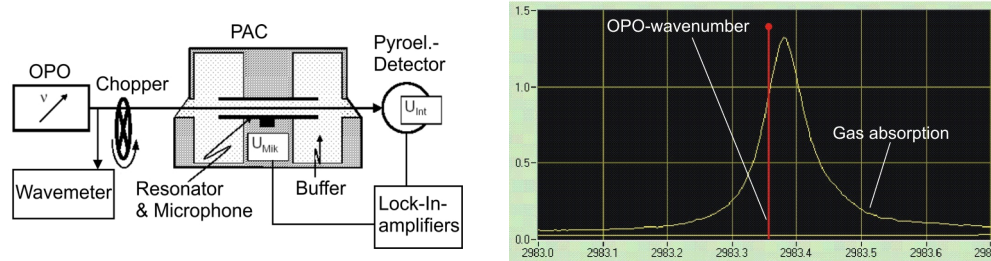 PAC
Pyroel.-
Detector
OPO
Chopper
ν
U_Int
U_Mik
Wavemeter
Resonator
& Microphone
Buffer
Lock-In-
amplifiers
1.5-
OPO-wavenumber
1.0-
Gas absorption
0.5-
0.0-
2983.0 2983.1 2983.2 2983.3 2983.4 2983.5 2983.6 298